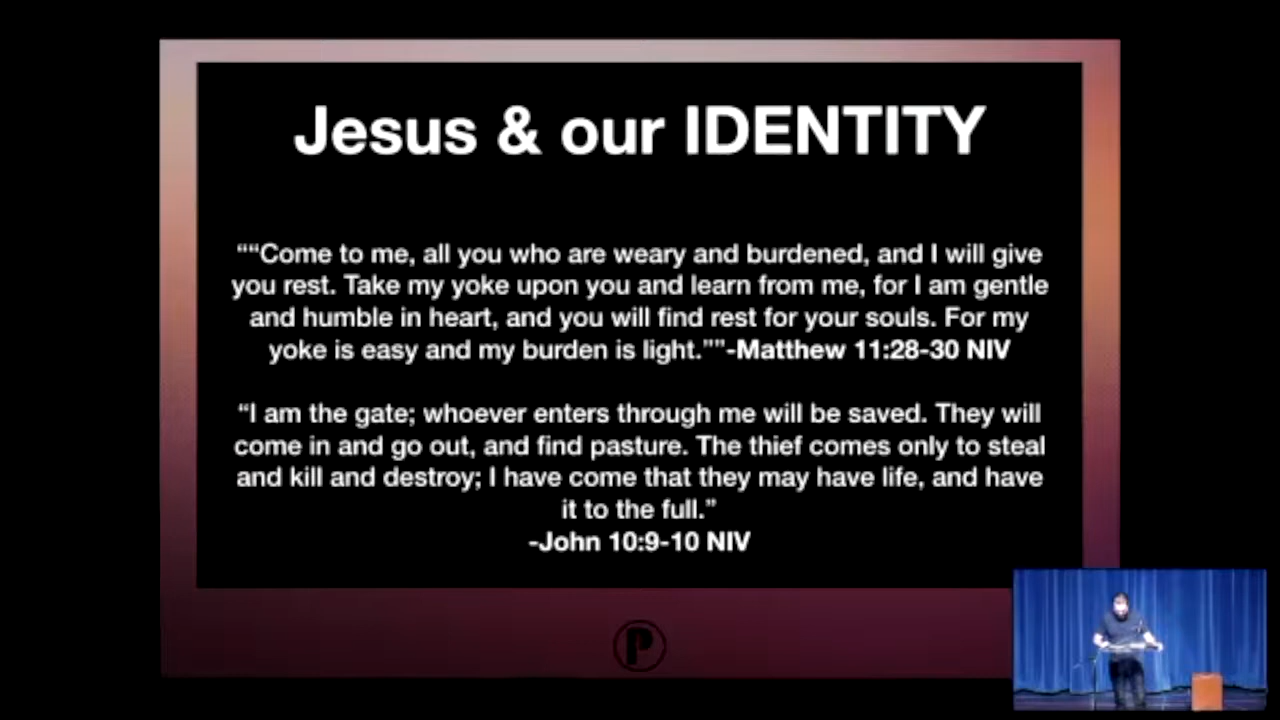 Jesus & our IDENTITY
““Come to me, all you who are weary and burdened, and I will give
you rest. Take my yoke upon you and learn from me, for I am gentle
and humble in heart, and you will find rest for your souls. For my
yoke is easy and my burden is light.””-Matthew 11:28-30 NIV
“I am the gate; whoever enters through me will be saved. They will
come in and go out, and find pasture. The thief comes only to steal
and kill and destroy; I have come that they may have life, and have
it to the full.”
-John 10:9-10 NIV
P